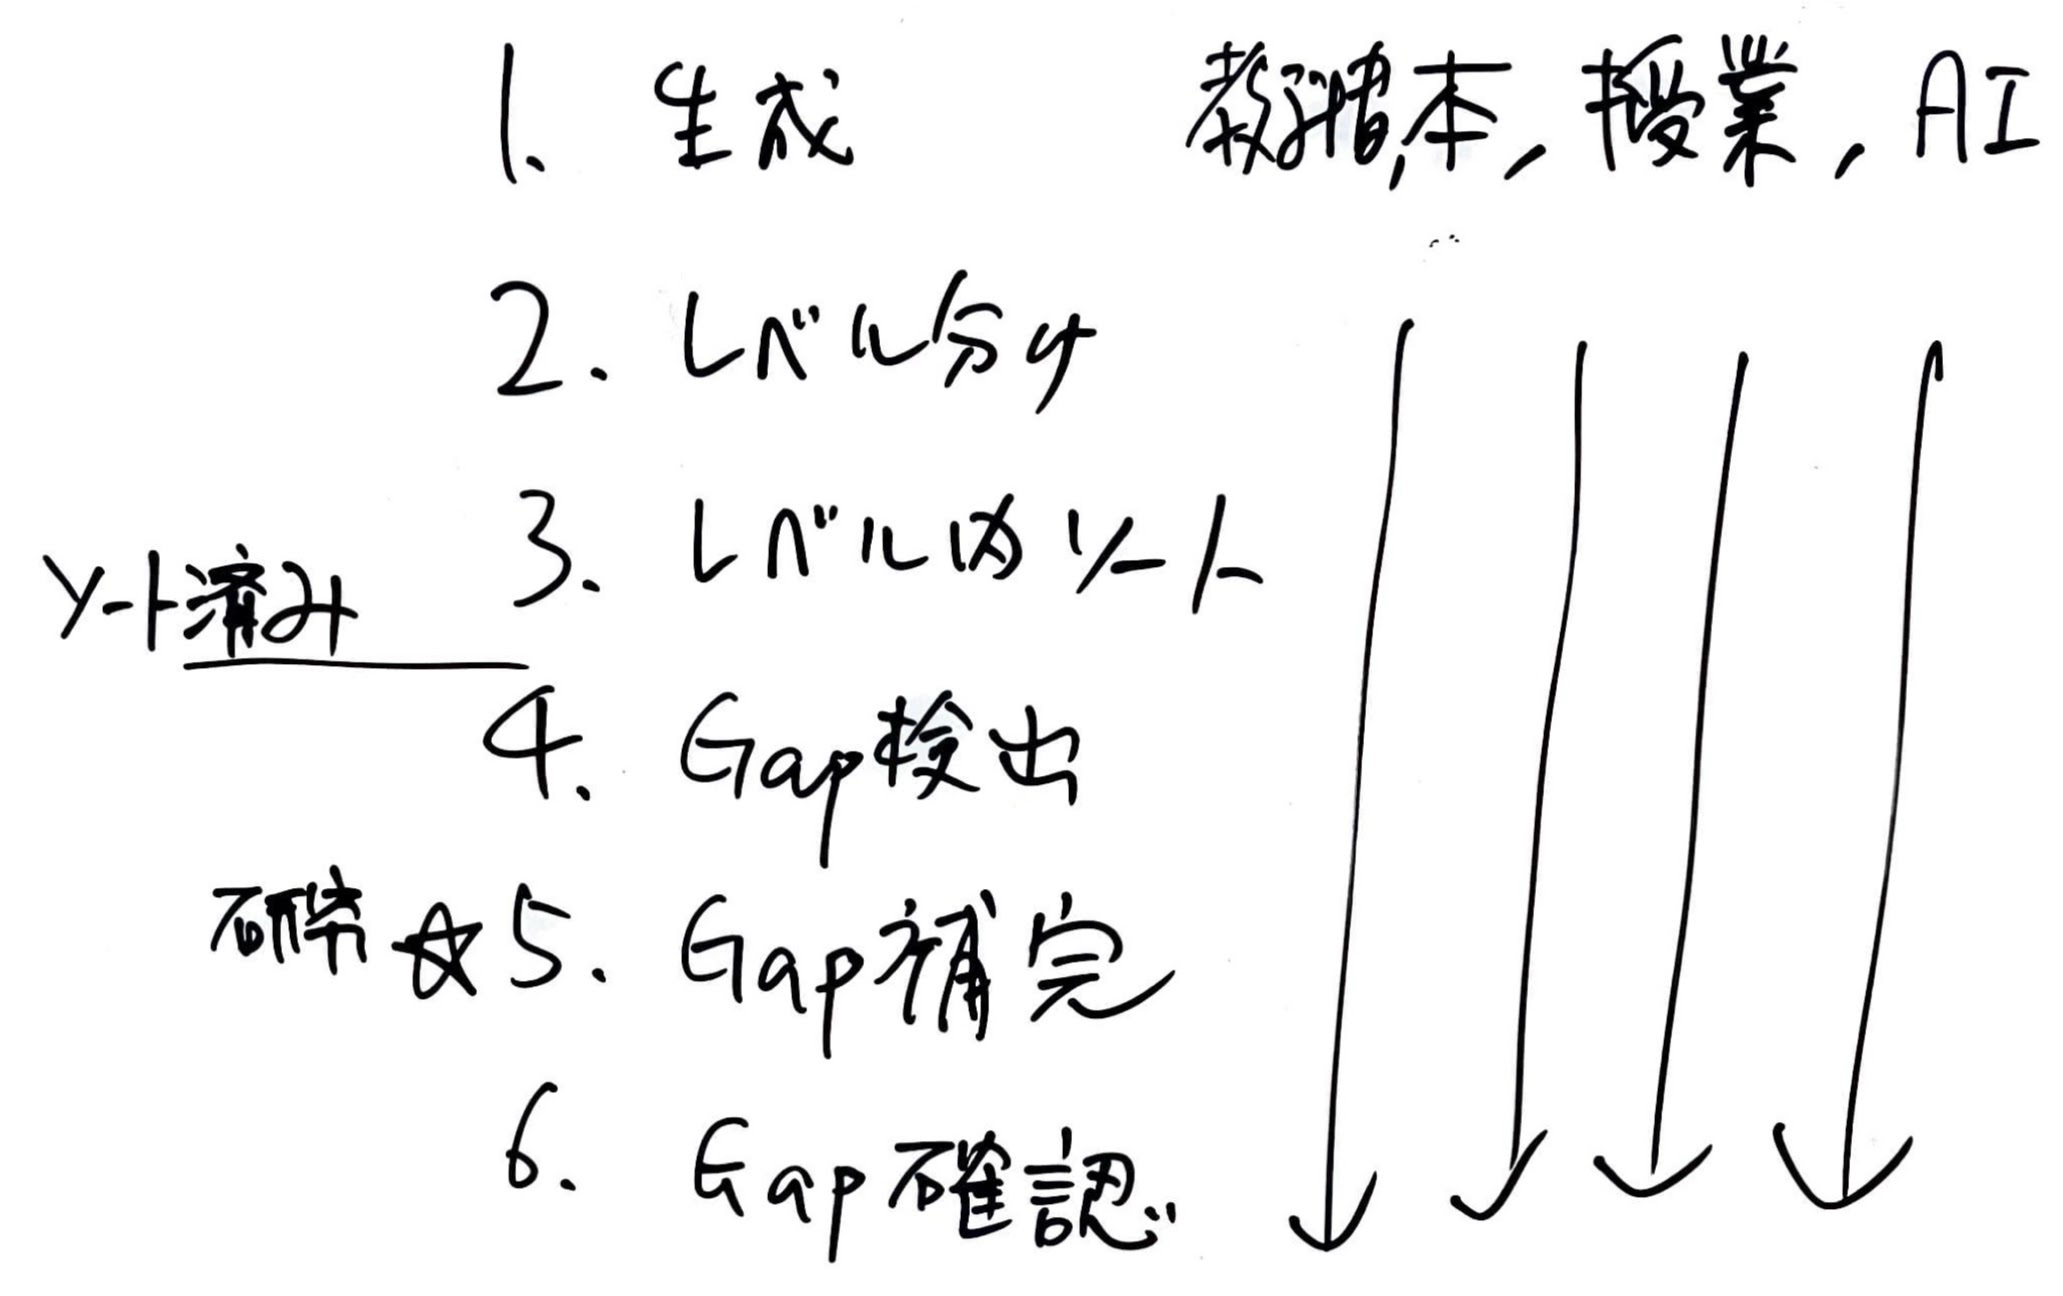 1. 生成 教科書, 本, 授業, AI
2. レベル分け
3. レベル内ソート
ソート済み
4. Gap検出
研究 ☆ 5. Gap補完
6. Gap確認